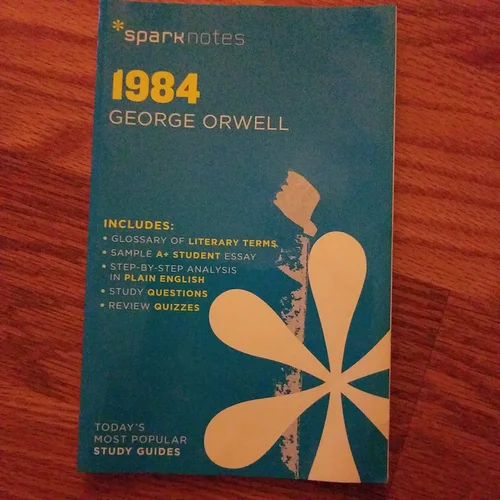 *sparknotes
1984
GEORGE ORWELL
INCLUDES:
• GLOSSARY OF LITERARY TERMS
• SAMPLE A+ STUDENT ESSAY
• STEP-BY-STEP ANALYSIS
IN PLAIN ENGLISH
• STUDY QUESTIONS
• REVIEW QUIZZES
TODAY'S
MOST POPULAR
STUDY GUIDES